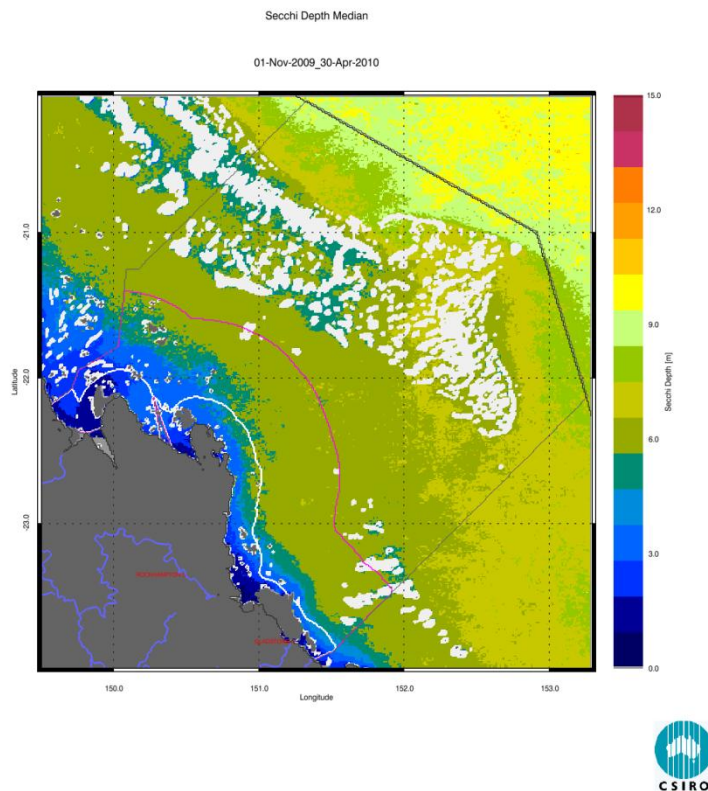 Secchi Depth Median
01-Nov-2009_30-Apr-2010
15.0
12.0
9.0
6.0
3.0
0.0
Secchi Depth [m]
-21.0
-22.0
-23.0
Latitude
150.0 151.0 152.0 153.0
Longitude
CSIRO